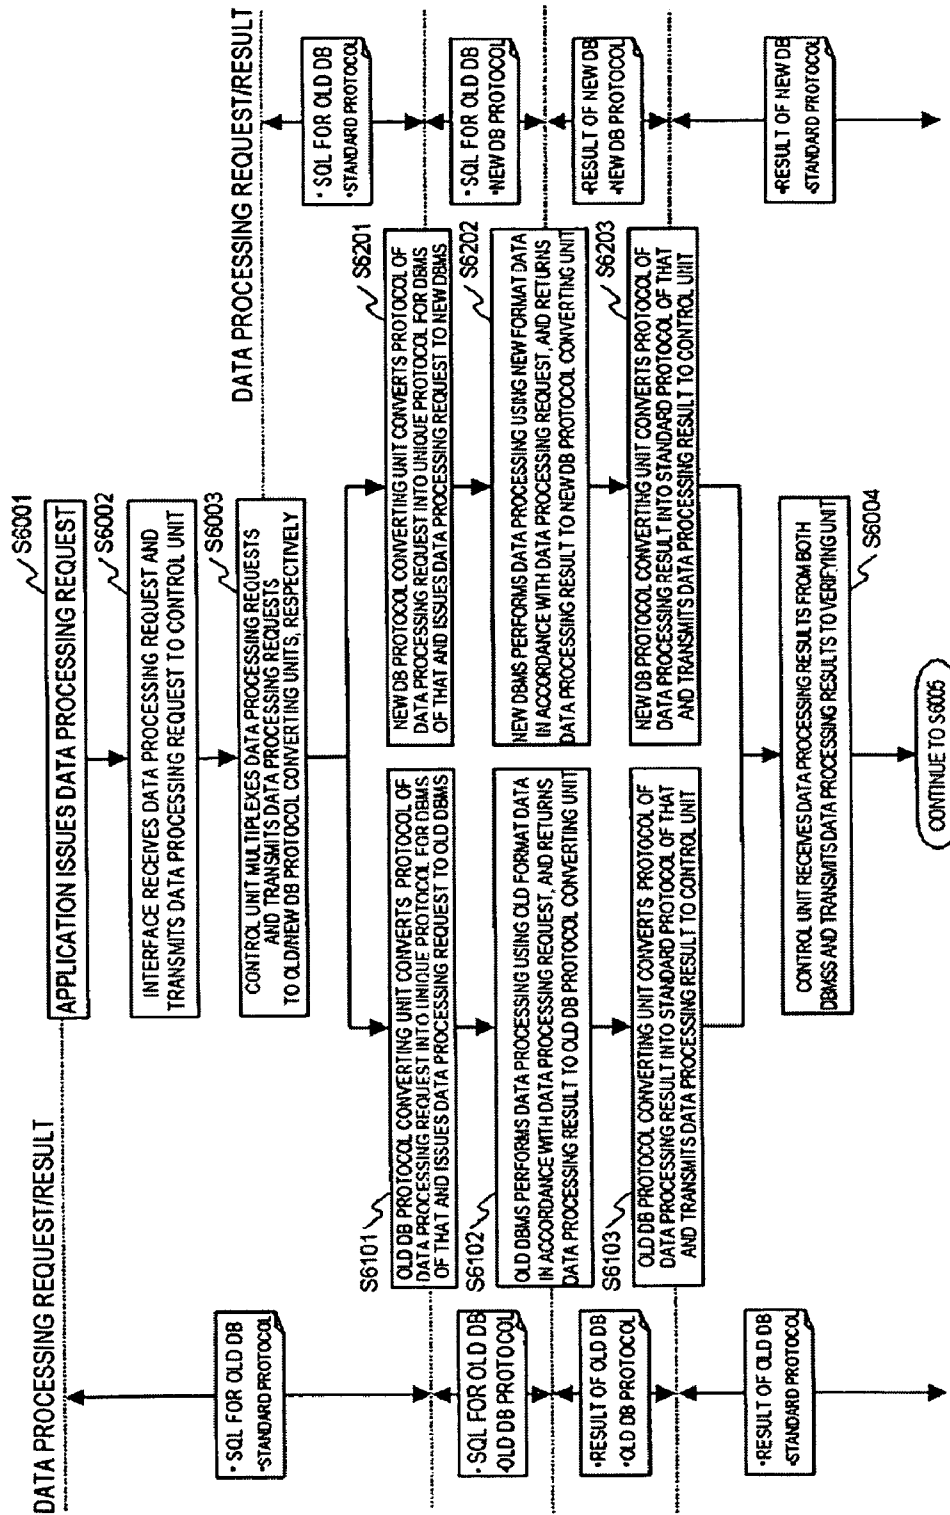 DATA PROCESSING REQUEST/RESULT
S6001
APPLICATION ISSUES DATA PROCESSING REQUEST
S6002
INTERFACE RECEIVES DATA PROCESSING REQUEST AND
TRANSMITS DATA PROCESSING REQUEST TO CONTROL UNIT
S6003
CONTROL UNIT MULTIPLEXES DATA PROCESSING REQUESTS
AND TRANSMITS DATA PROCESSING REQUESTS
TO OLD/NEW DB PROTOCOL CONVERTING UNITS, RESPECTIVELY
DATA PROCESSING REQUEST/RESULT
• SQL FOR OLD DB
•STANDARD PROTOCOL
• SQL FOR OLD DB
•STANDARD PROTOCOL
S6101
OLD DB PROTOCOL CONVERTING UNIT CONVERTS PROTOCOL OF
DATA PROCESSING REQUEST INTO UNIQUE PROTOCOL FOR DBMS
OF THAT AND ISSUES DATA PROCESSING REQUEST TO OLD DBMS
S6201
NEW DB PROTOCOL CONVERTING UNIT CONVERTS PROTOCOL OF
DATA PROCESSING REQUEST INTO UNIQUE PROTOCOL FOR DBMS
OF THAT AND ISSUES DATA PROCESSING REQUEST TO NEW DBMS
• SQL FOR OLD DB
•OLD DB PROTOCOL
• SQL FOR OLD DB
•NEW DB PROTOCOL
S6102
OLD DBMS PERFORMS DATA PROCESSING USING OLD FORMAT DATA
IN ACCORDANCE WITH DATA PROCESSING REQUEST, AND RETURNS
DATA PROCESSING RESULT TO OLD DB PROTOCOL CONVERTING UNIT
S6202
NEW DBMS PERFORMS DATA PROCESSING USING NEW FORMAT DATA
IN ACCORDANCE WITH DATA PROCESSING REQUEST, AND RETURNS
DATA PROCESSING RESULT TO NEW DB PROTOCOL CONVERTING UNIT
•RESULT OF OLD DB
•OLD DB PROTOCOL
•RESULT OF NEW DB
•NEW DB PROTOCOL
S6103
OLD DB PROTOCOL CONVERTING UNIT CONVERTS PROTOCOL OF
DATA PROCESSING RESULT INTO STANDARD PROTOCOL OF THAT
AND TRANSMITS DATA PROCESSING RESULT TO CONTROL UNIT
S6203
NEW DB PROTOCOL CONVERTING UNIT CONVERTS PROTOCOL OF
DATA PROCESSING RESULT INTO STANDARD PROTOCOL OF THAT
AND TRANSMITS DATA PROCESSING RESULT TO CONTROL UNIT
•RESULT OF OLD DB
•STANDARD PROTOCOL
•RESULT OF NEW DB
•STANDARD PROTOCOL
S6004
CONTROL UNIT RECEIVES DATA PROCESSING RESULTS FROM BOTH
DBMSS AND TRANSMITS DATA PROCESSING RESULTS TO VERIFYING UNIT
CONTINUE TO S6005